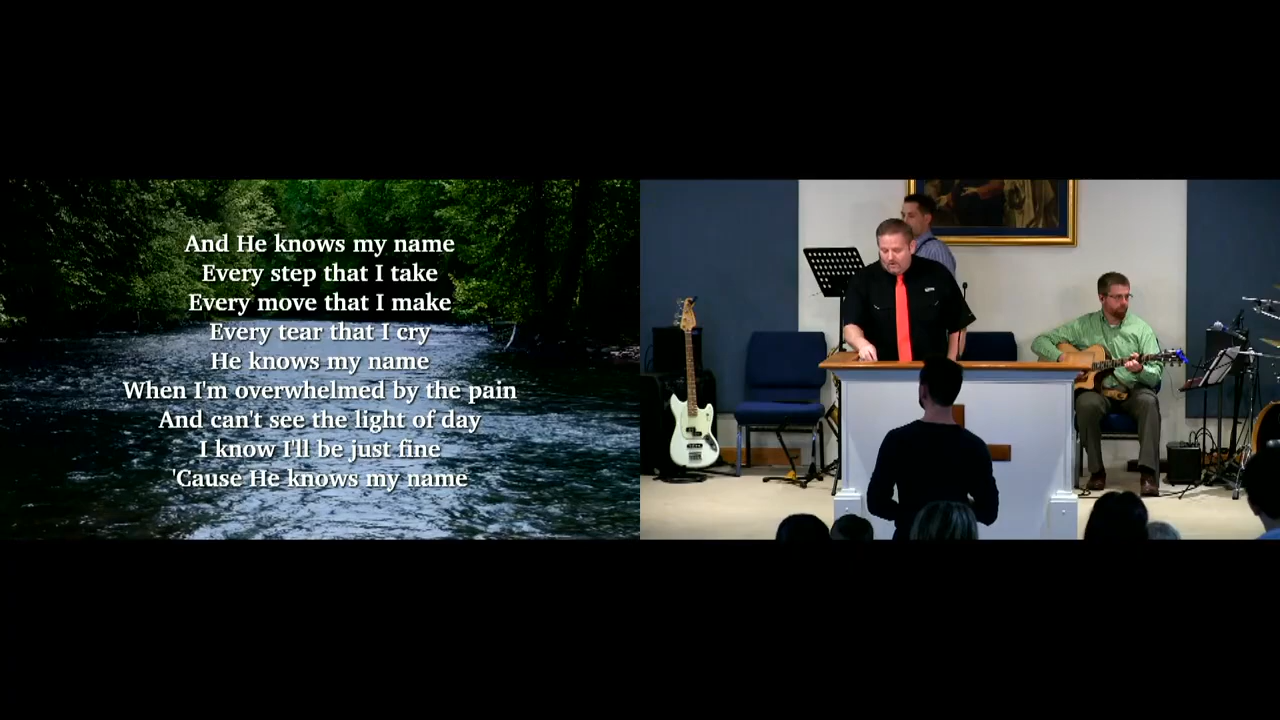 And He knows my name
Every step that I take
Every move that I make
Every tear that I cry
He knows my name
When I'm overwhelmed by the pain
And can't see the light of day
I know I'll be just fine
'Cause He knows my name